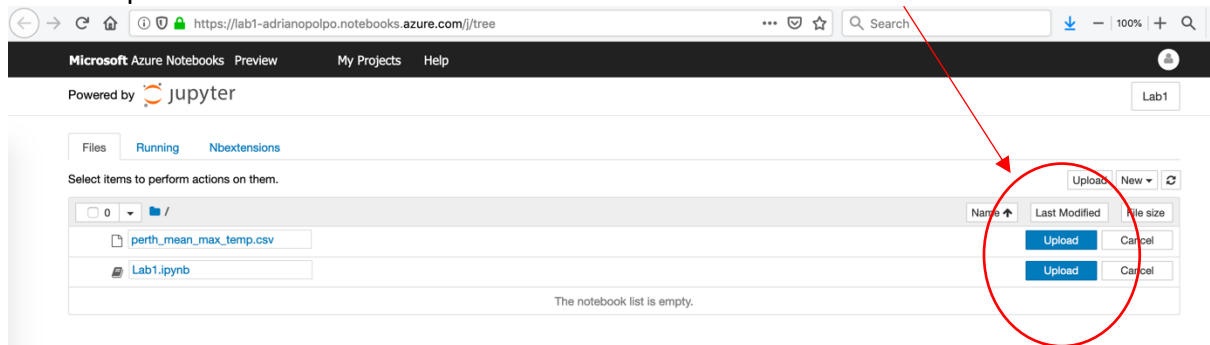 https://lab1-adrianopolpo.notebooks.azure.com/j/tree Search 100%
Microsoft Azure Notebooks Preview My Projects Help
Powered by jupyter Lab1
Files Running Nbextensions
Select items to perform actions on them. Upload New
0 / Name Last Modified File size
perth_mean_max_temp.csv Upload Cancel
Lab1.ipynb Upload Cancel
The notebook list is empty.